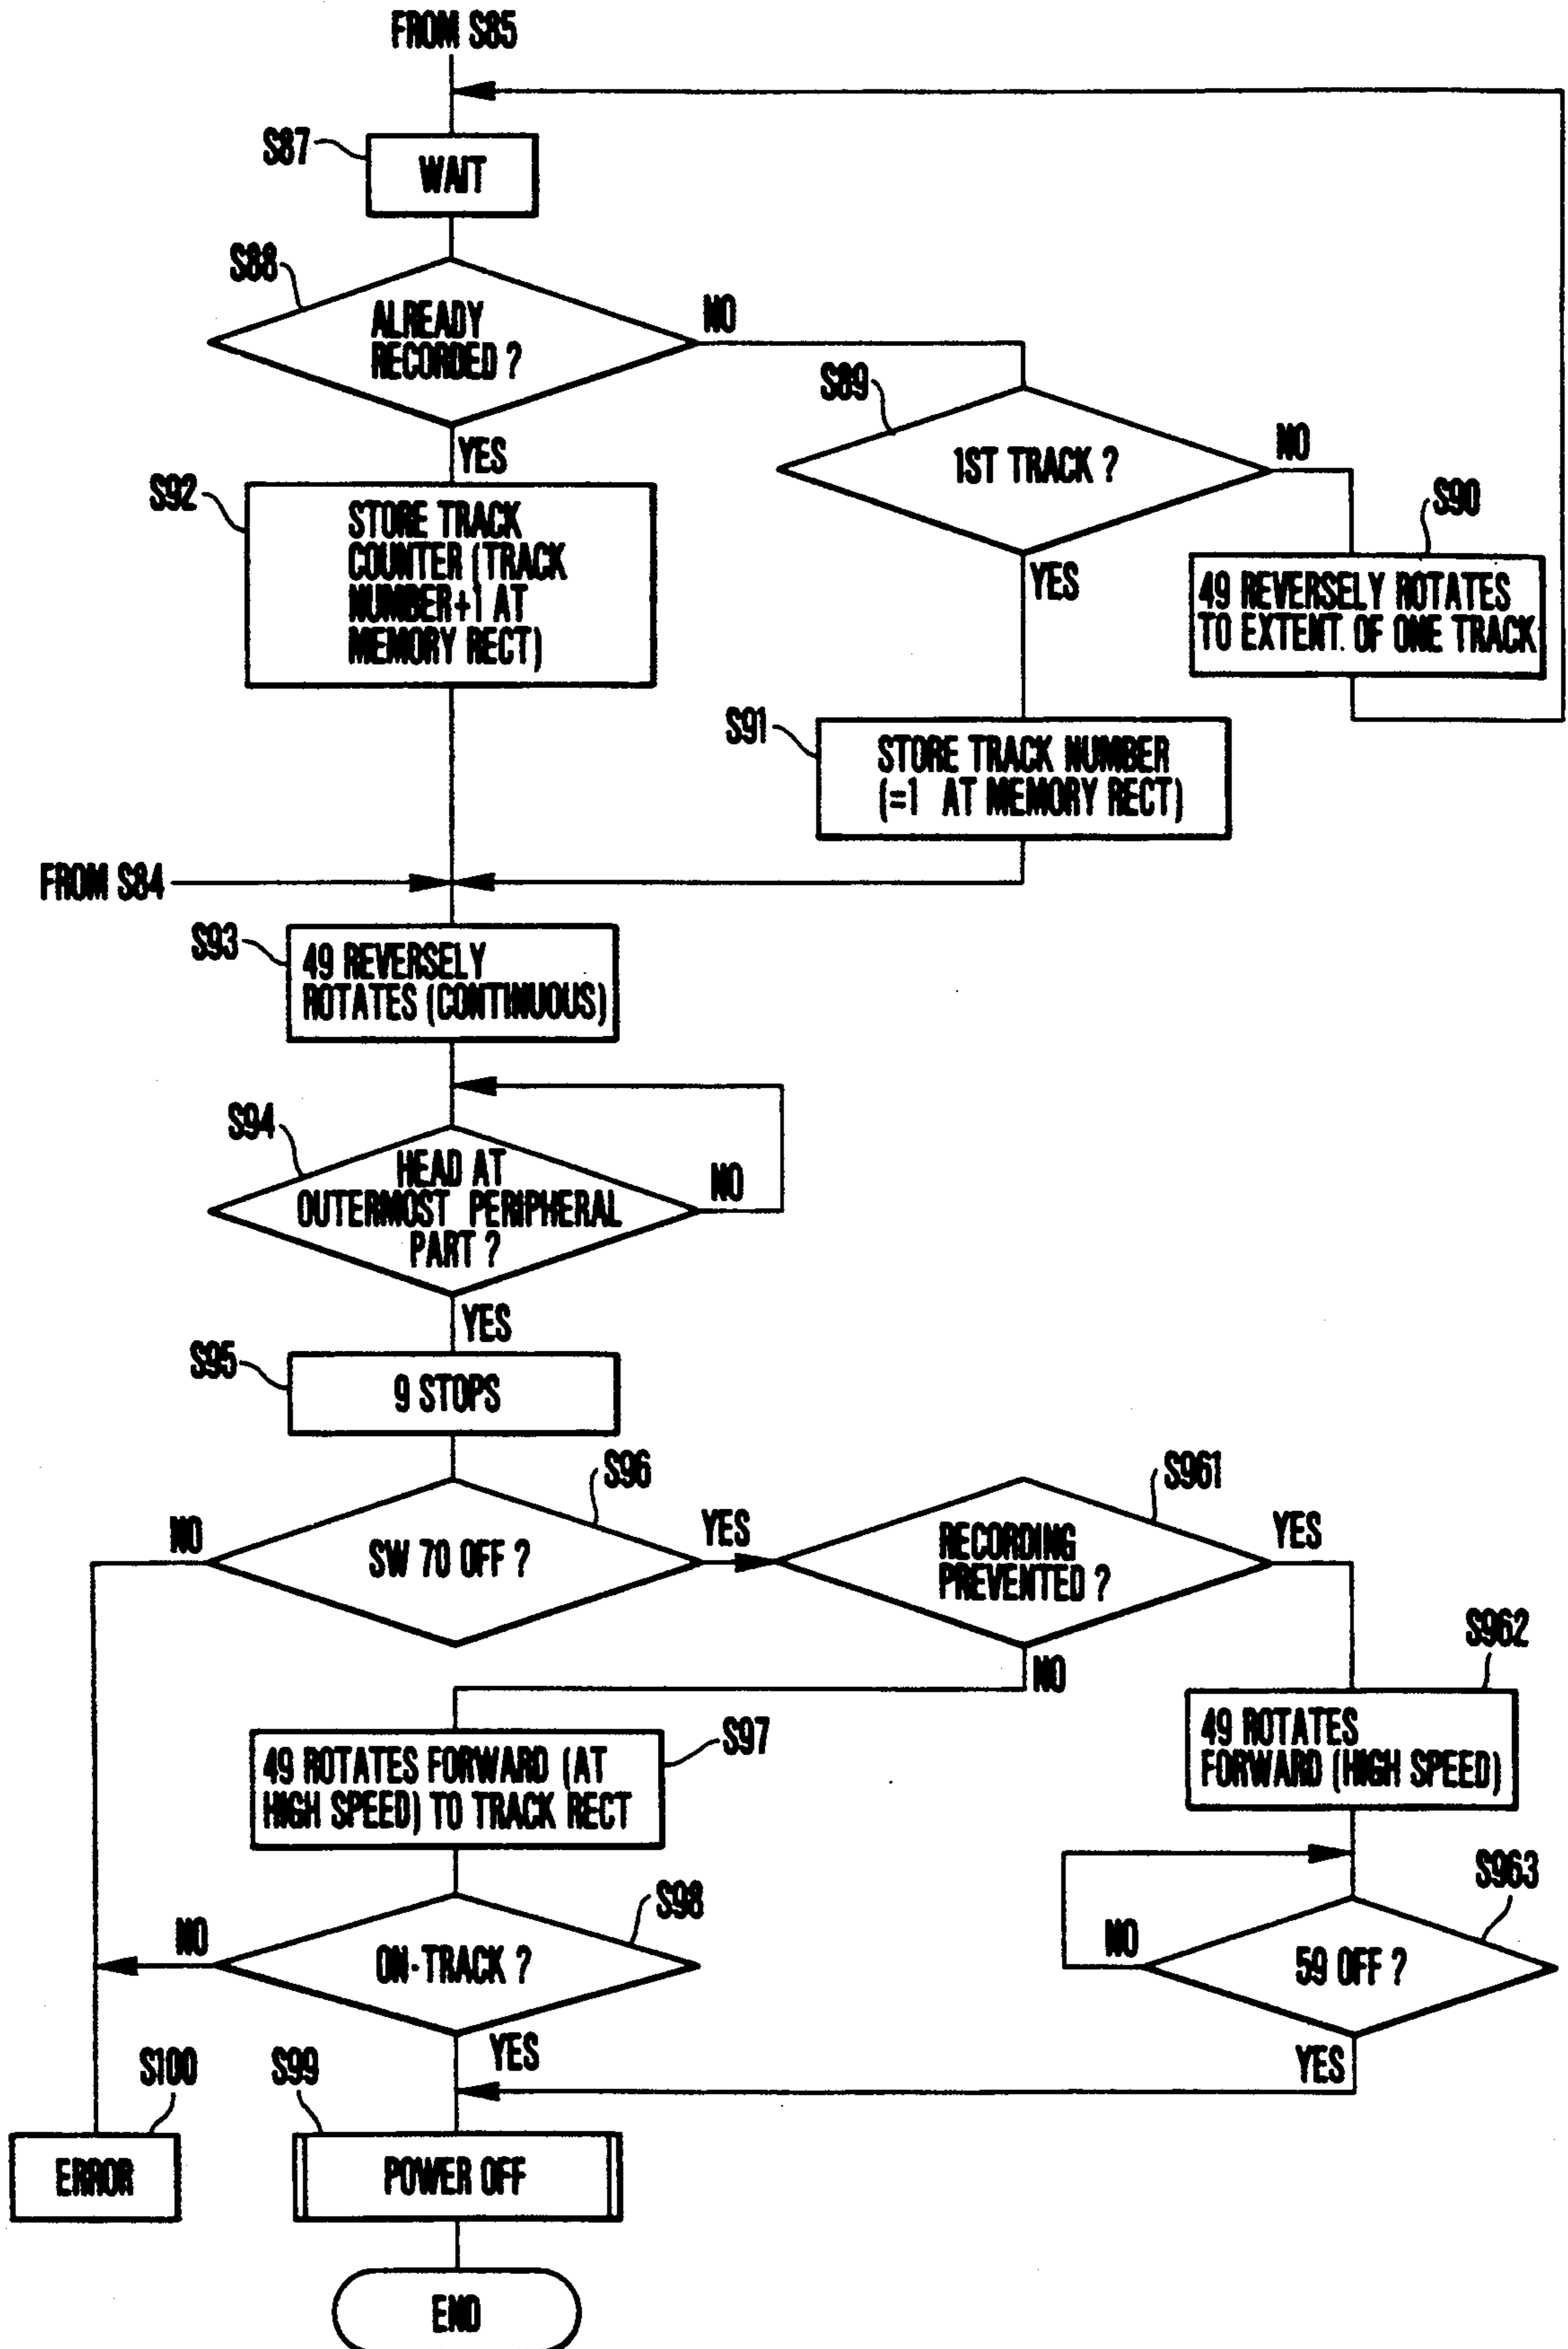 FROM S85
S87
WAIT
S88
ALREADY
RECORDED ?
NO
YES
S89
1ST TRACK ?
NO
YES
S90
49 REVERSELY ROTATES
TO EXTENT. OF ONE TRACK
S92
STORE TRACK
COUNTER (TRACK
NUMBER+1 AT
MEMORY RECT)
S91
STORE TRACK NUMBER
(=1 AT MEMORY RECT)
FROM S84
S93
49 REVERSELY
ROTATES (CONTINUOUS)
S94
HEAD AT
OUTERMOST PERIPHERAL
PART ?
NO
YES
S95
9 STOPS
S96
SW 70 OFF ?
NO
YES
S961
RECORDING
PREVENTED ?
YES
NO
S962
49 ROTATES
FORWARD (HIGH SPEED)
S97
49 ROTATES FORWARD (AT
HIGH SPEED) TO TRACK RECT
S98
ON-TRACK ?
NO
YES
S963
59 OFF ?
NO
YES
S100
ERROR
S99
POWER OFF
END